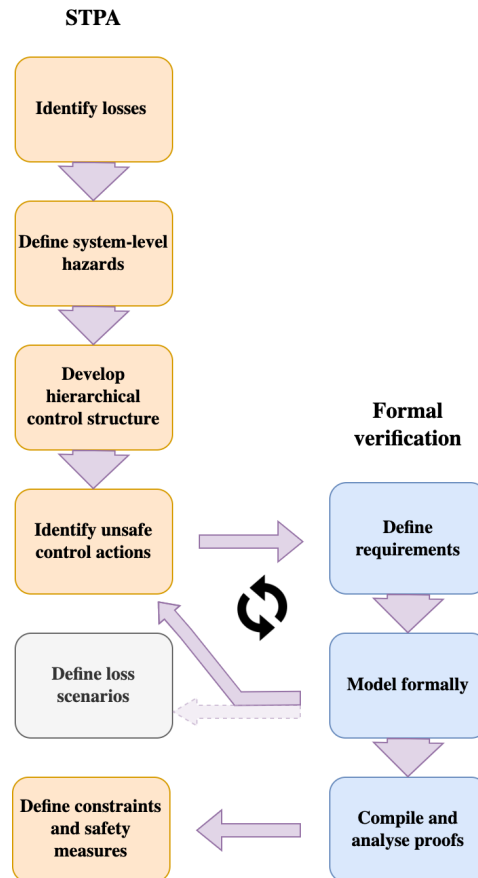 STPA
Identify losses
Define system-level
hazards
Develop
hierarchical
control structure
Identify unsafe
control actions
Define loss
scenarios
Define constraints
and safety
measures
Formal
verification
Define
requirements
Model formally
Compile and
analyse proofs